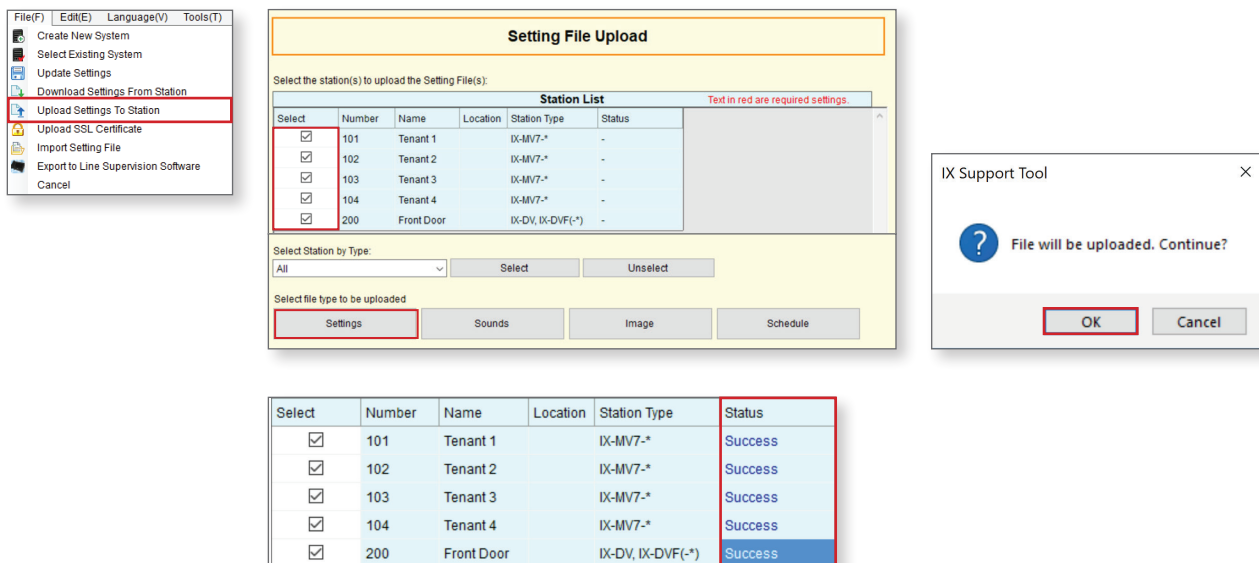 File(F) Edit(E) Language(V) Tools(T)
Create New System
Select Existing System
Update Settings
Download Settings From Station
Upload Settings To Station
Upload SSL Certificate
Import Setting File
Export to Line Supervision Software
Cancel
Setting File Upload
Select the station(s) to upload the Setting File(s):
Station List Text in red are required settings.
Select Number Name Location Station Type Status
101 Tenant 1 IX-MV7-* -
102 Tenant 2 IX-MV7-* -
103 Tenant 3 IX-MV7-* -
104 Tenant 4 IX-MV7-* -
200 Front Door IX-DV, IX-DVF(-*) -
Select Station by Type:
All Select Unselect
Select file type to be uploaded
Settings Sounds Image Schedule
IX Support Tool
File will be uploaded. Continue?
OK Cancel
Select Number Name Location Station Type Status
101 Tenant 1 IX-MV7-* Success
102 Tenant 2 IX-MV7-* Success
103 Tenant 3 IX-MV7-* Success
104 Tenant 4 IX-MV7-* Success
200 Front Door IX-DV, IX-DVF(-*) Success